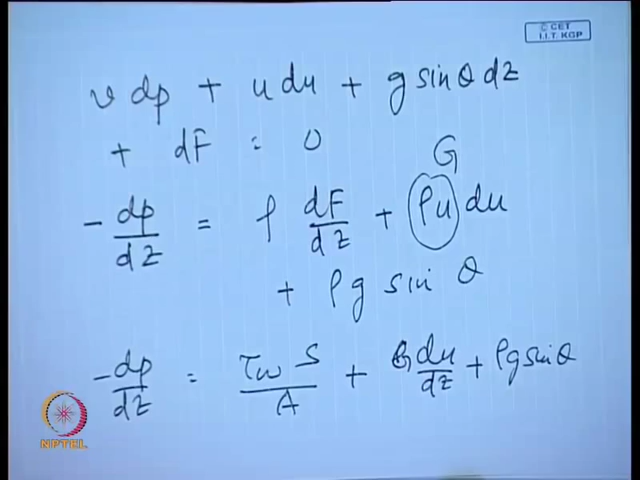 © CET
I.I.T. KGP
v dp + u du + g sin θ dz
+ dF = 0
G
- dp/dz = ρ dF/dz + ρu du
+ ρg sin θ
- dp/dz = τw S/A + G du/dz + ρg sin θ
NPTEL